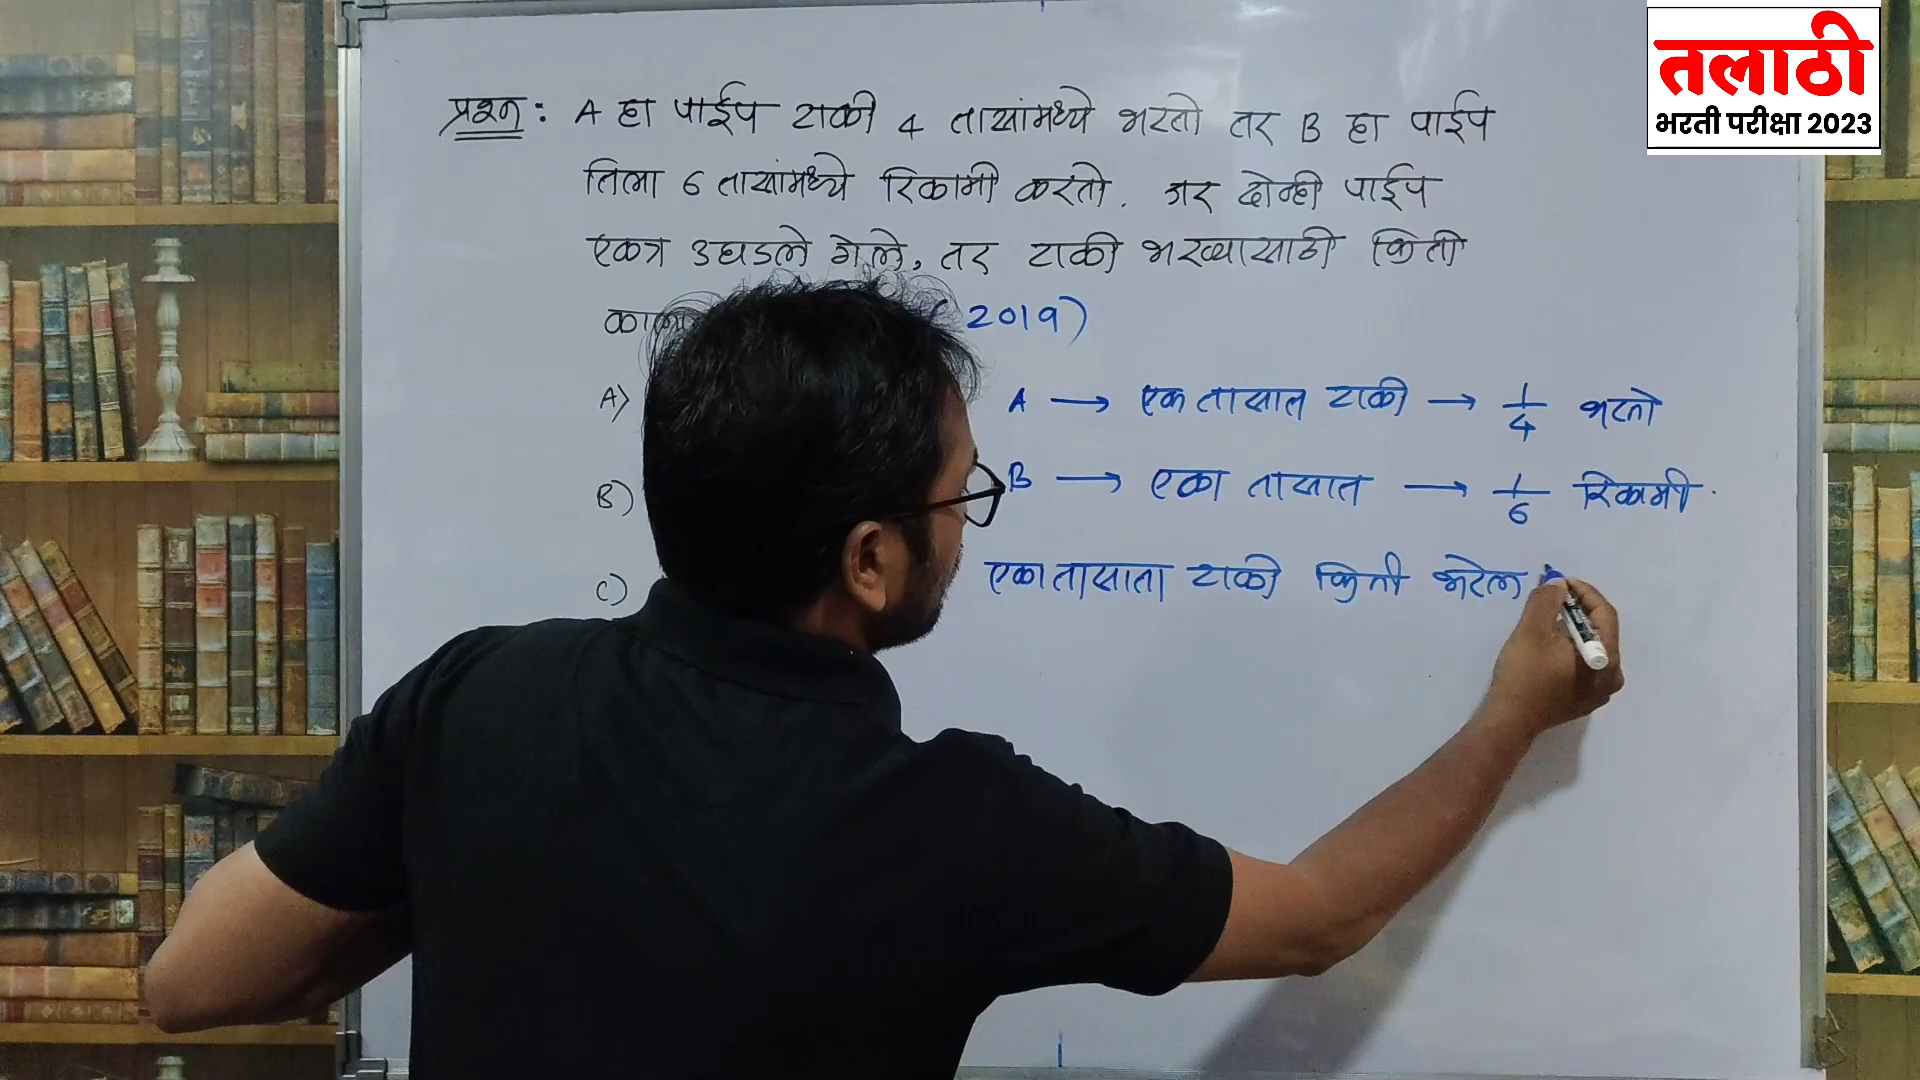 तलाठी
भरती परीक्षा 2023
प्रश्न : A हा पाईप टाकी 4 तासांमध्ये भरतो तर B हा पाईप
तिला 6 तासांमध्ये रिकामी करतो. जर दोन्ही पाईप
एकत्र उघडले गेले, तर टाकी भरण्यासाठी किती
2019)
A)
B)
C)
A → एक तासात टाकी → 1/4 भरतो
B → एका तासात → 1/6 रिकामी.
एका तासाता टाकी किती भरेल